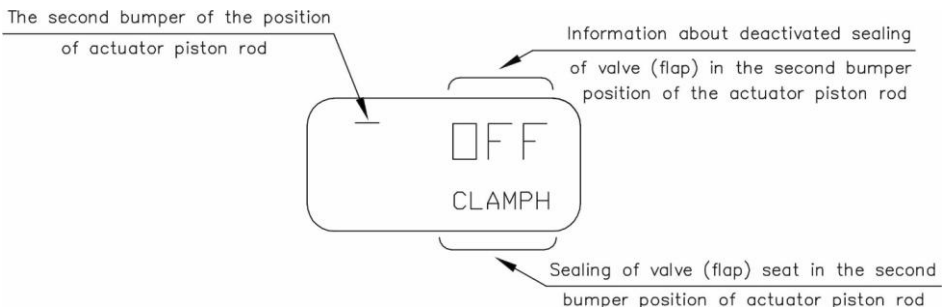 The second bumper of the position
of actuator piston rod
Information about deactivated sealing
of valve (flap) in the second bumper
position of the actuator piston rod
OFF
CLAMPH
Sealing of valve (flap) seat in the second
bumper position of actuator piston rod